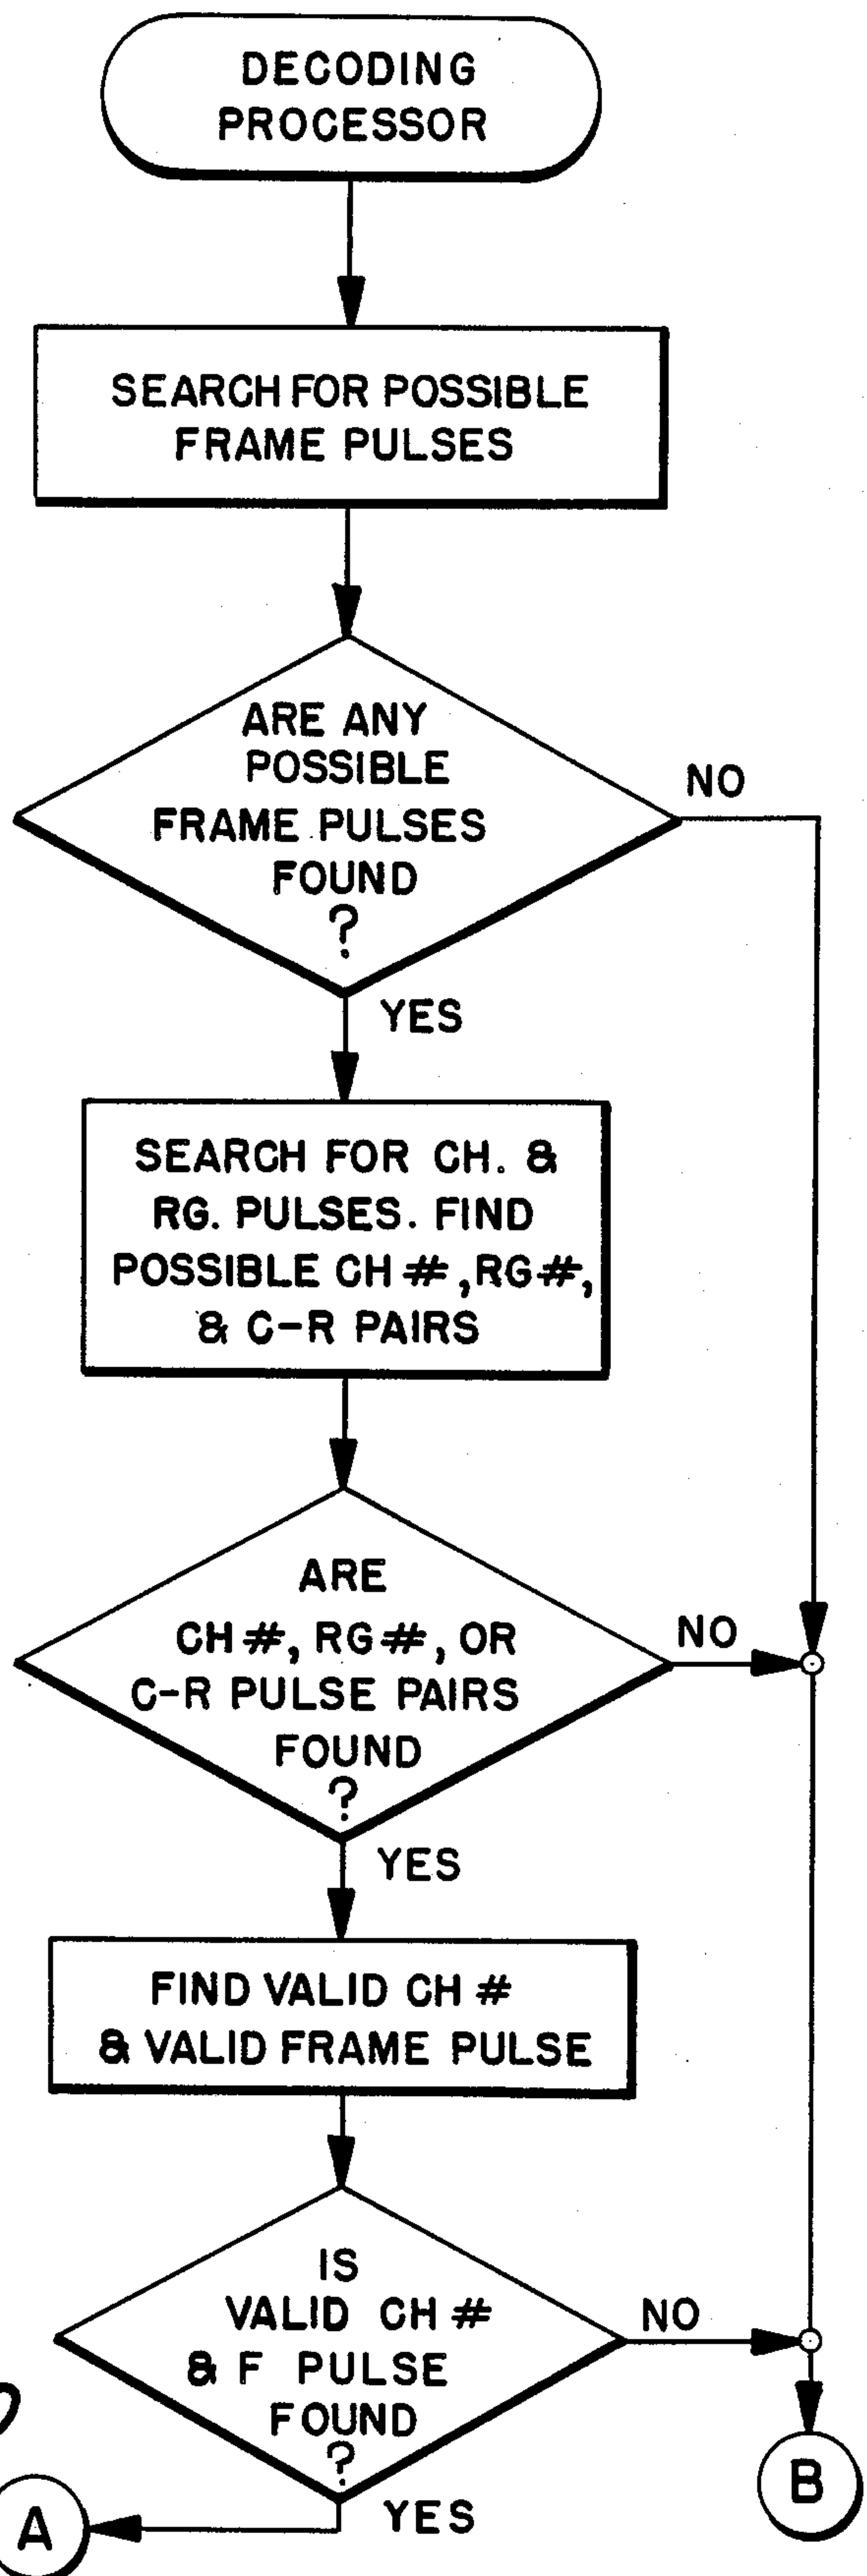 DECODING
PROCESSOR
SEARCH FOR POSSIBLE
FRAME PULSES
ARE ANY
POSSIBLE
FRAME PULSES
FOUND
?
NO
YES
SEARCH FOR CH. &
RG. PULSES. FIND
POSSIBLE CH #, RG #,
& C-R PAIRS
ARE
CH #, RG #, OR
C-R PULSE PAIRS
FOUND
?
NO
YES
FIND VALID CH #
& VALID FRAME PULSE
IS
VALID CH #
& F PULSE
FOUND
?
NO
YES
A
B